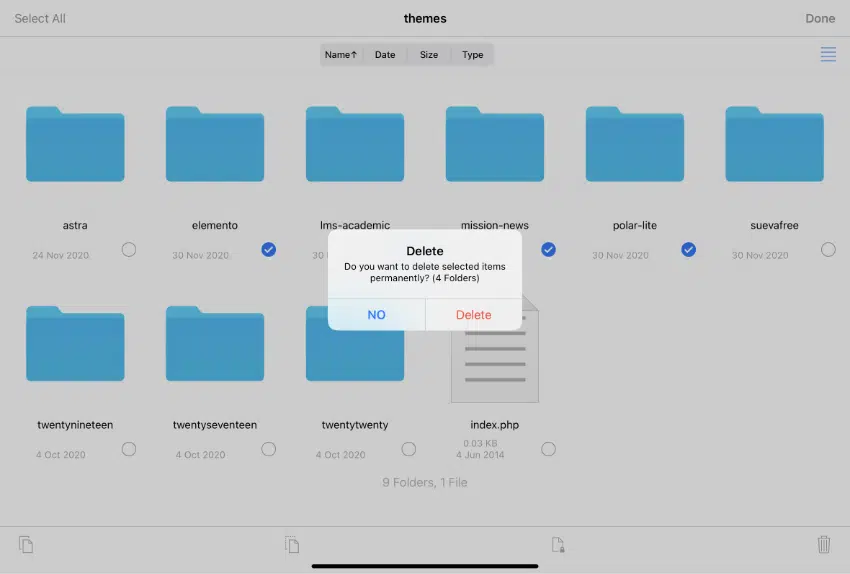 Select All
themes
Done
Name↑ Date Size Type
astra elemento lms-academic mission-news polar-lite suevafree
24 Nov 2020, 30 Nov 2020, 30 30 Nov 2020 30 Nov 2020
Delete
Do you want to delete selected items
permanently? (4 Folders)
NO Delete
twentynineteen twentyseventeen twentytwenty index.php
0.03 KB
4 Oct 2020 4 Oct 2020 4 Oct 2020 4 Jun 2014
9 Folders, 1 File